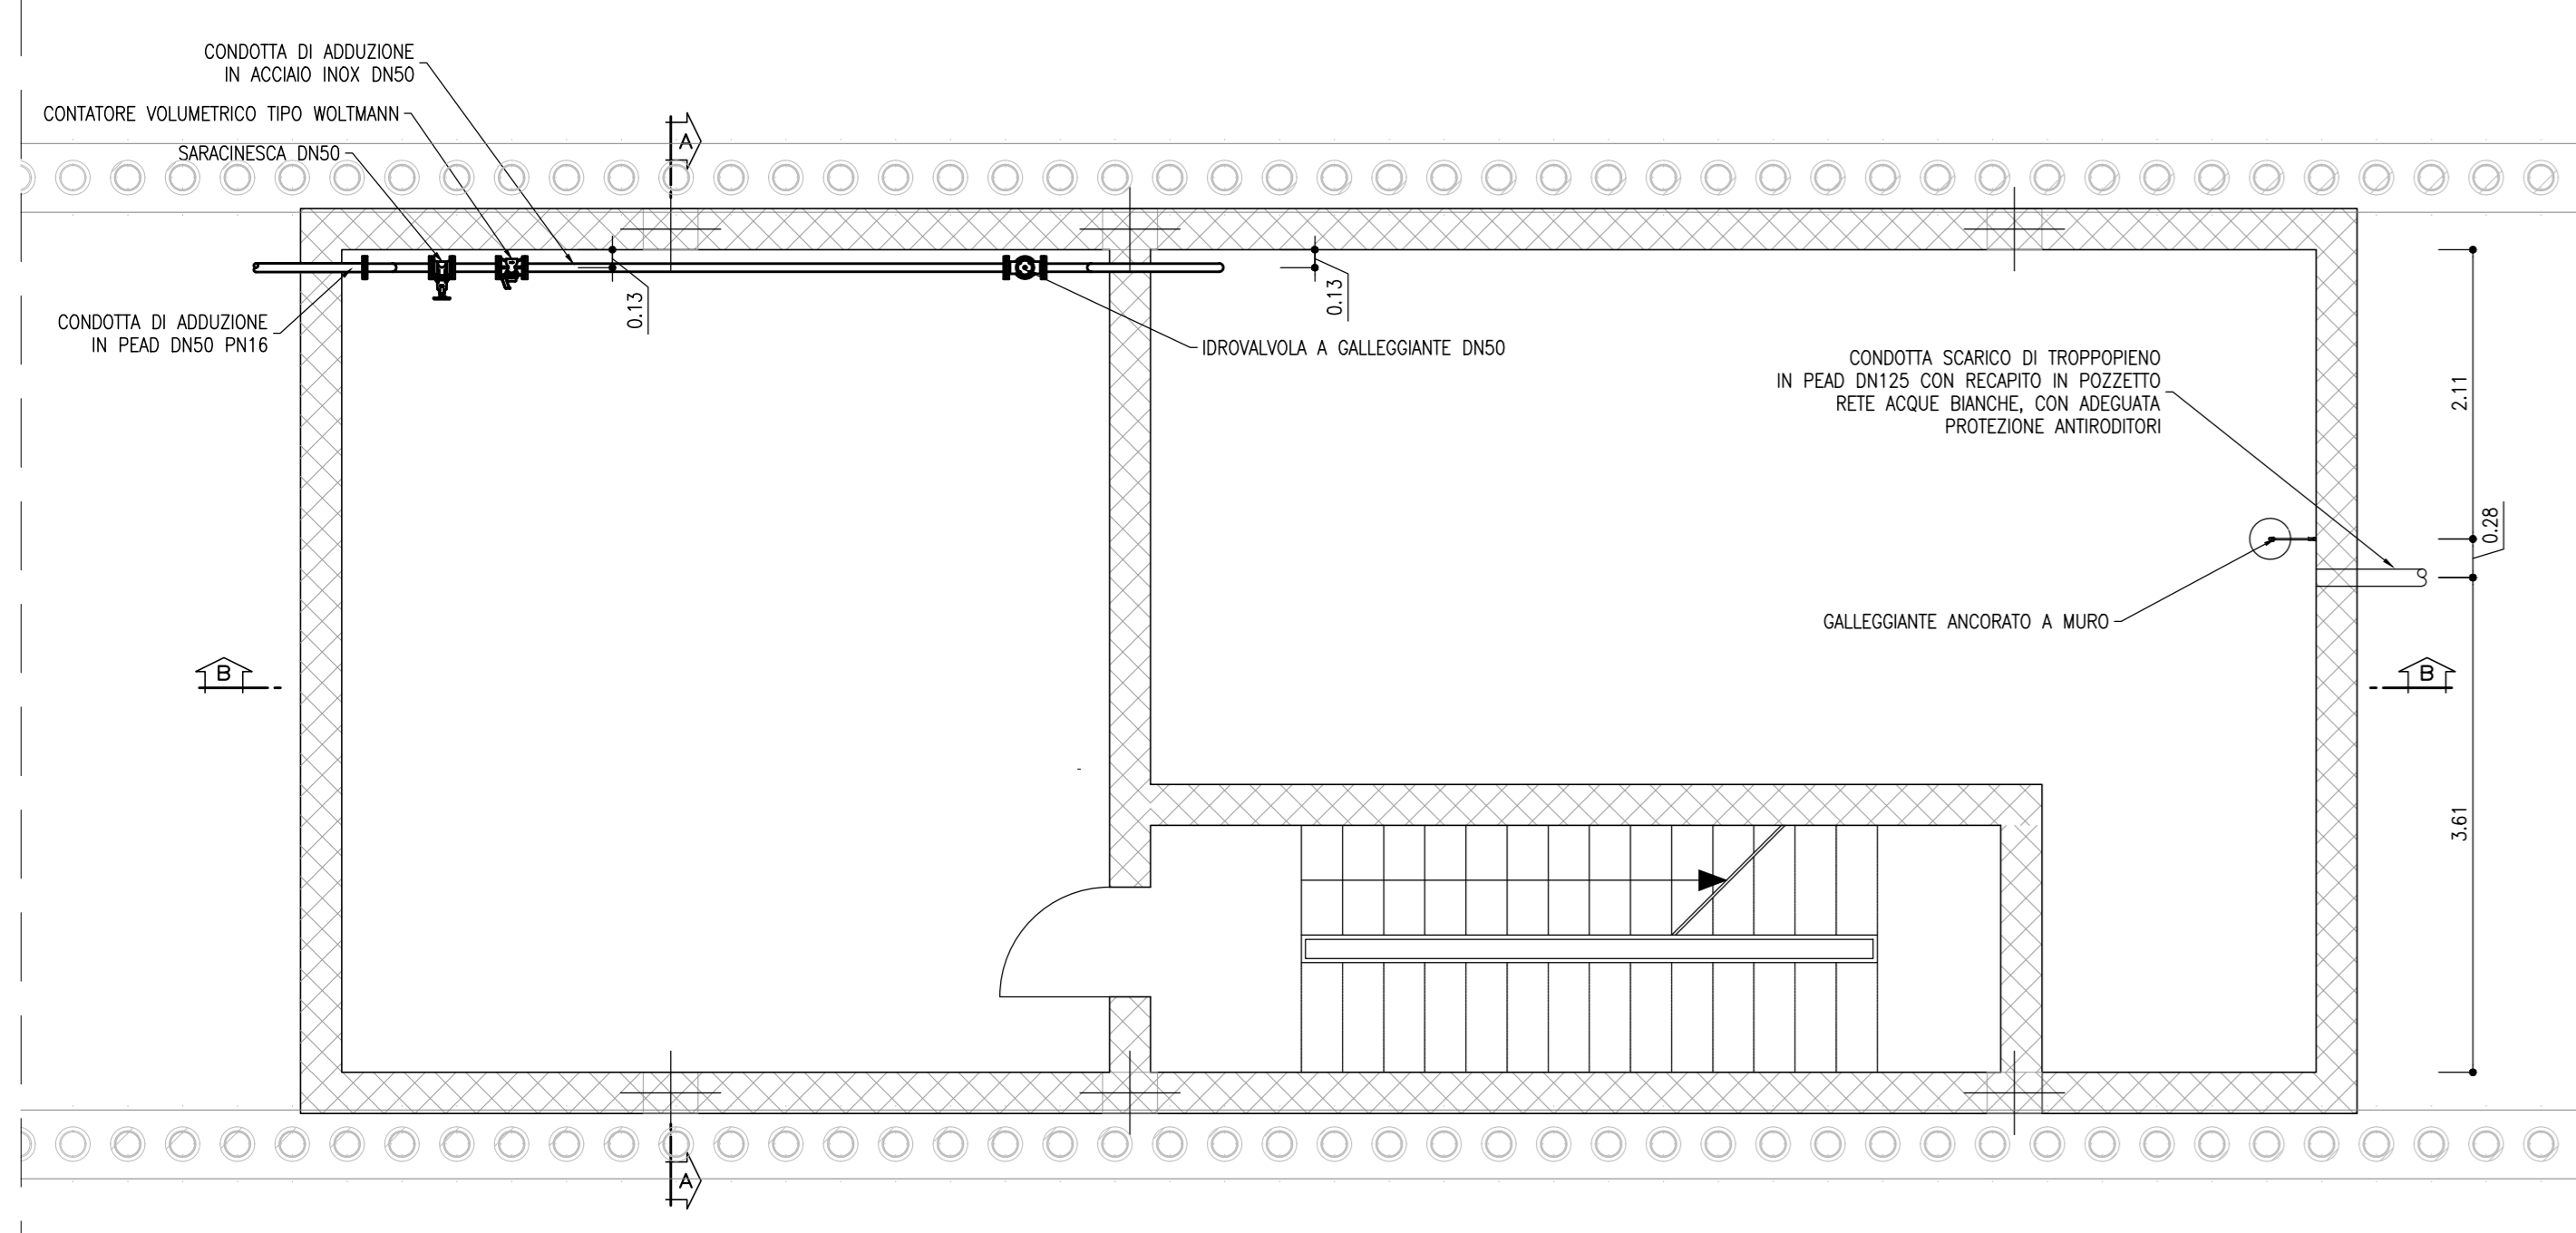 CONDOTTA DI ADDUZIONE
IN ACCIAIO INOX DN50
CONTATORE VOLUMETRICO TIPO WOLTMANN
SARACINESCA DN50
A
CONDOTTA DI ADDUZIONE
IN PEAD DN50 PN16
0.13
0.13
IDROVALVOLA A GALLEGGIANTE DN50
CONDOTTA SCARICO DI TROPPOPIENO
IN PEAD DN125 CON RECAPITO IN POZZETTO
RETE ACQUE BIANCHE, CON ADEGUATA
PROTEZIONE ANTIRODITORI
2.11
0.28
GALLEGGIANTE ANCORATO A MURO
B
B
3.61
A